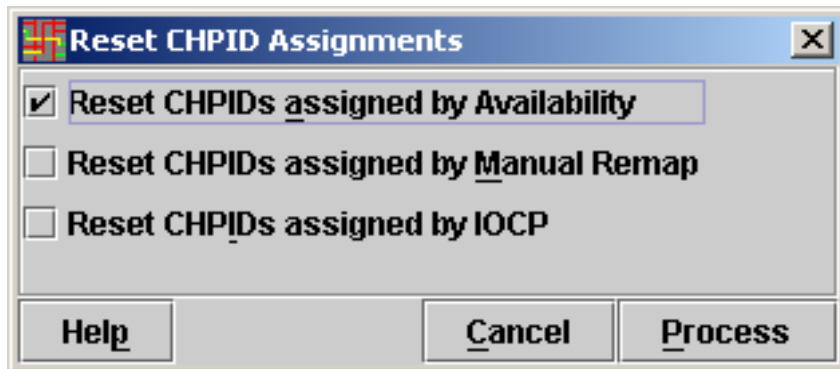 Reset CHPID Assignments
Reset CHPIDs assigned by Availability
Reset CHPIDs assigned by Manual Remap
Reset CHPIDs assigned by IOCP
Help Cancel Process